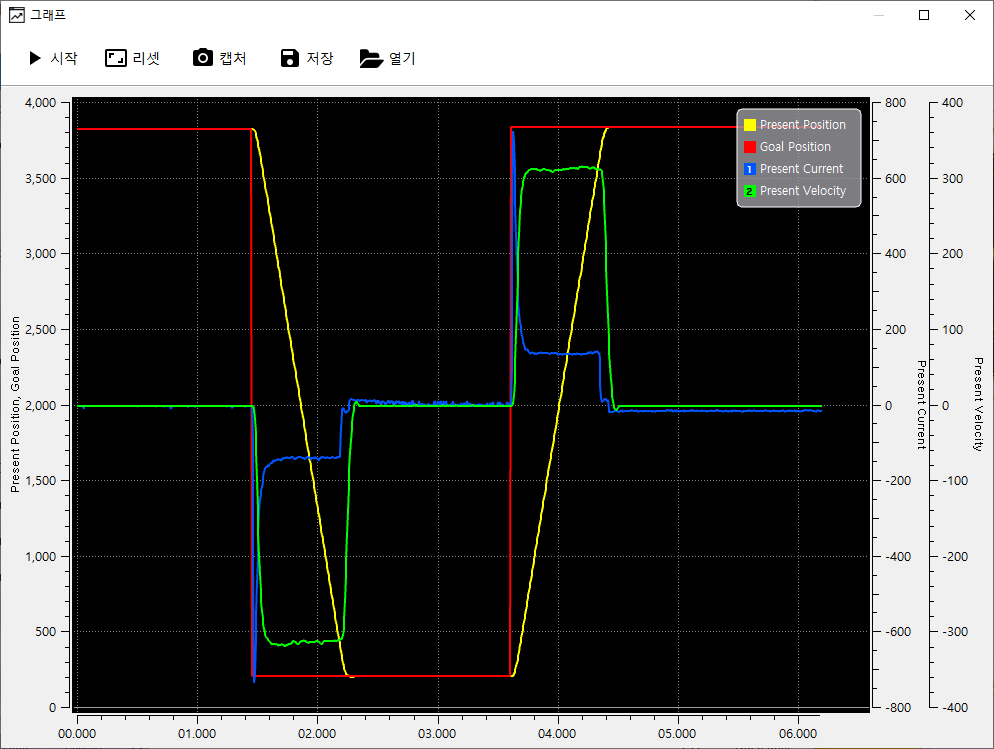 그래프
시작 리셋 캡처 저장 열기
4,000 800 400
Present Position
Goal Position
1 Present Current
2 Present Velocity
3,500 600 300
3,000 400 200
2,500 200 100
2,000 0 0
1,500 -200 -100
1,000 -400 -200
500 -600 -300
0 -800 -400
Present Position, Goal Position
Present Current
Present Velocity
00.000 01.000 02.000 03.000 04.000 05.000 06.000